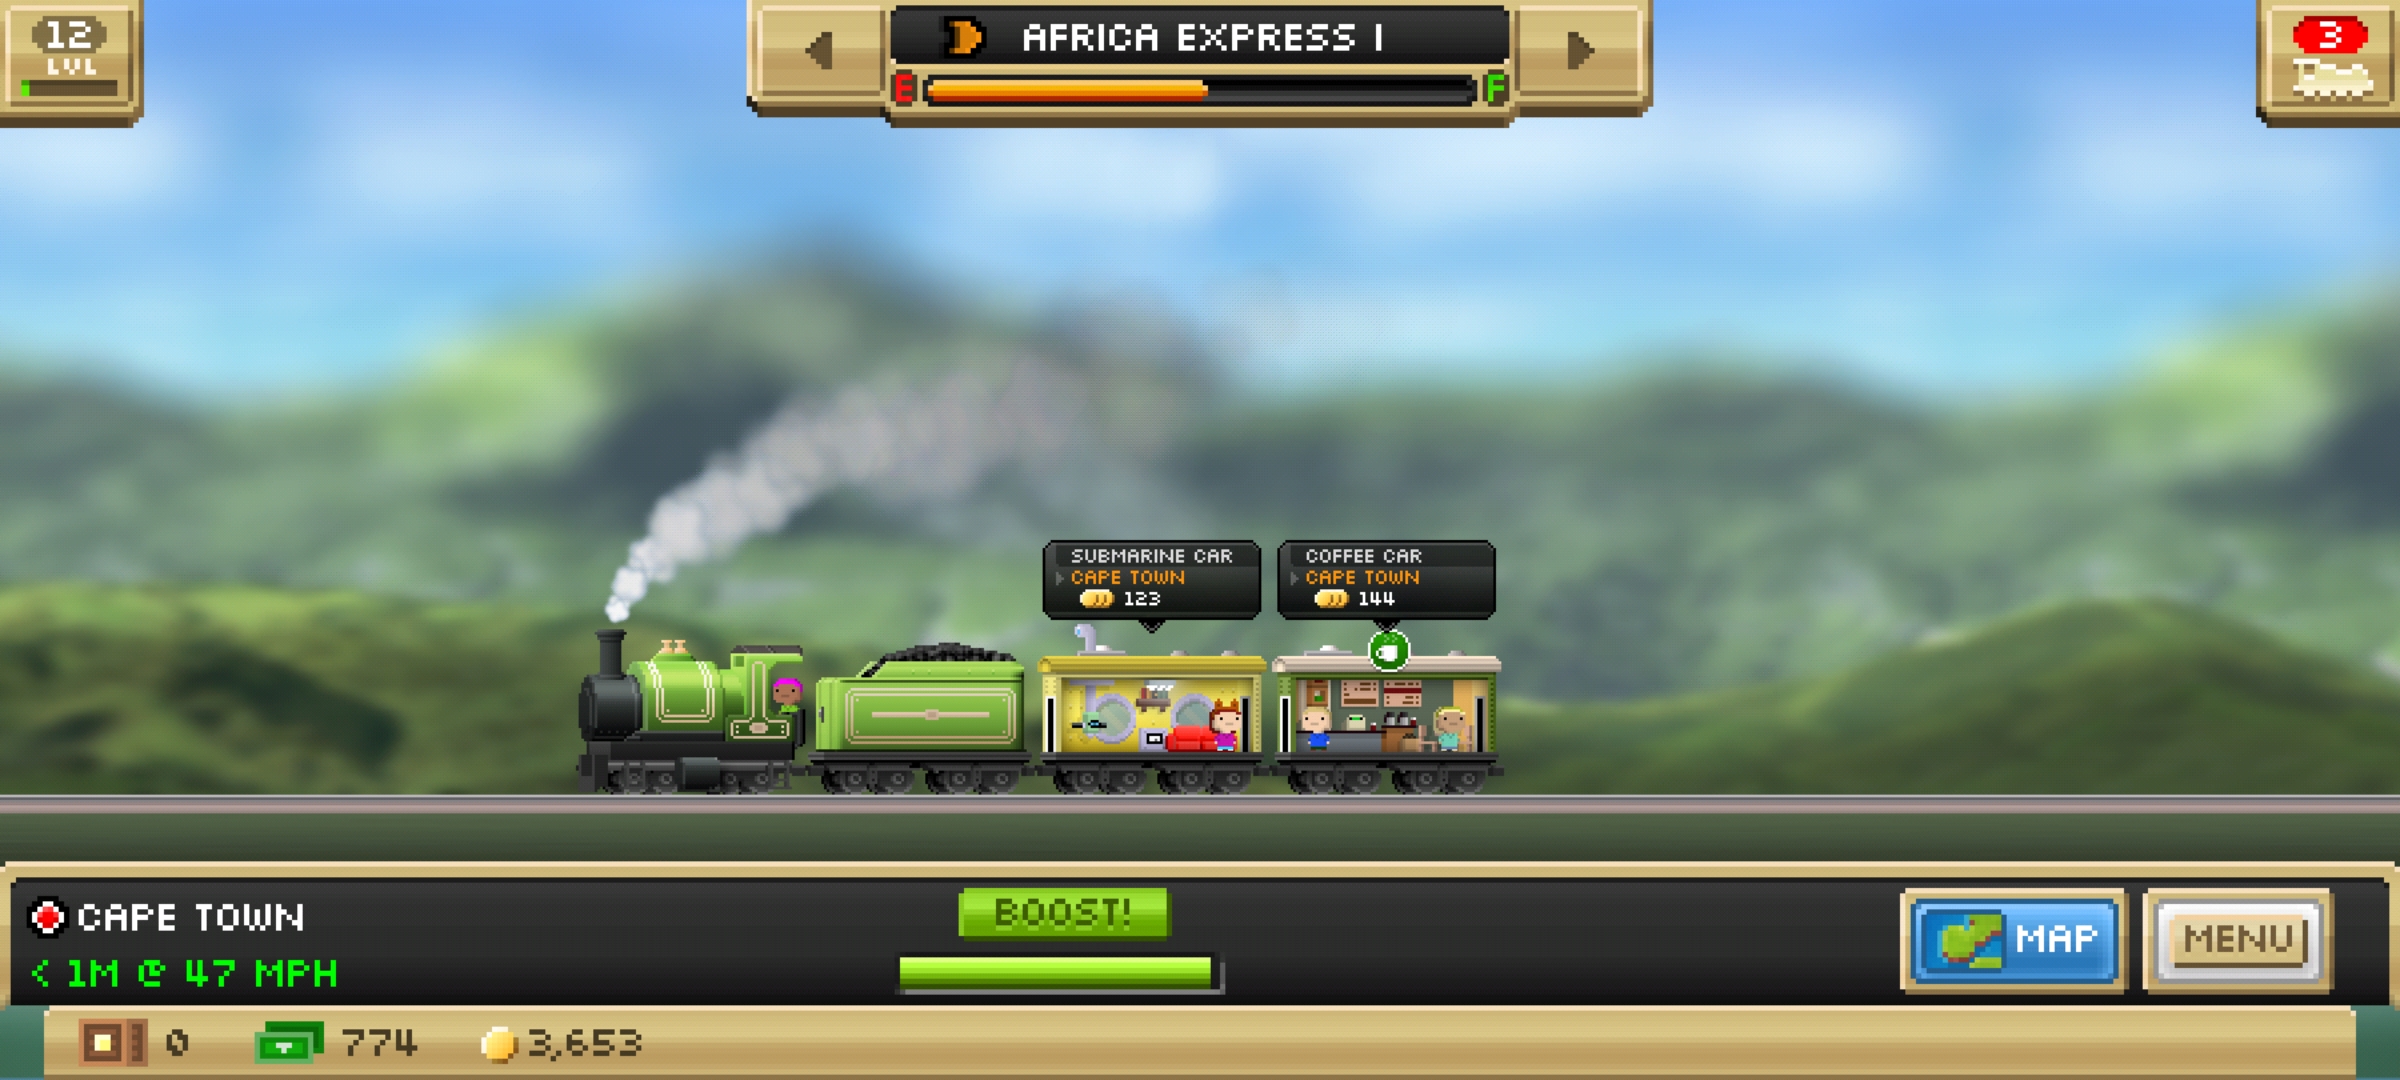 12
LVL
AFRICA EXPRESS I
E
F
3
SUBMARINE CAR
CAPE TOWN
123
COFFEE CAR
CAPE TOWN
144
CAPE TOWN
< 1M @ 47 MPH
BOOST!
MAP
MENU
0
774
3,653